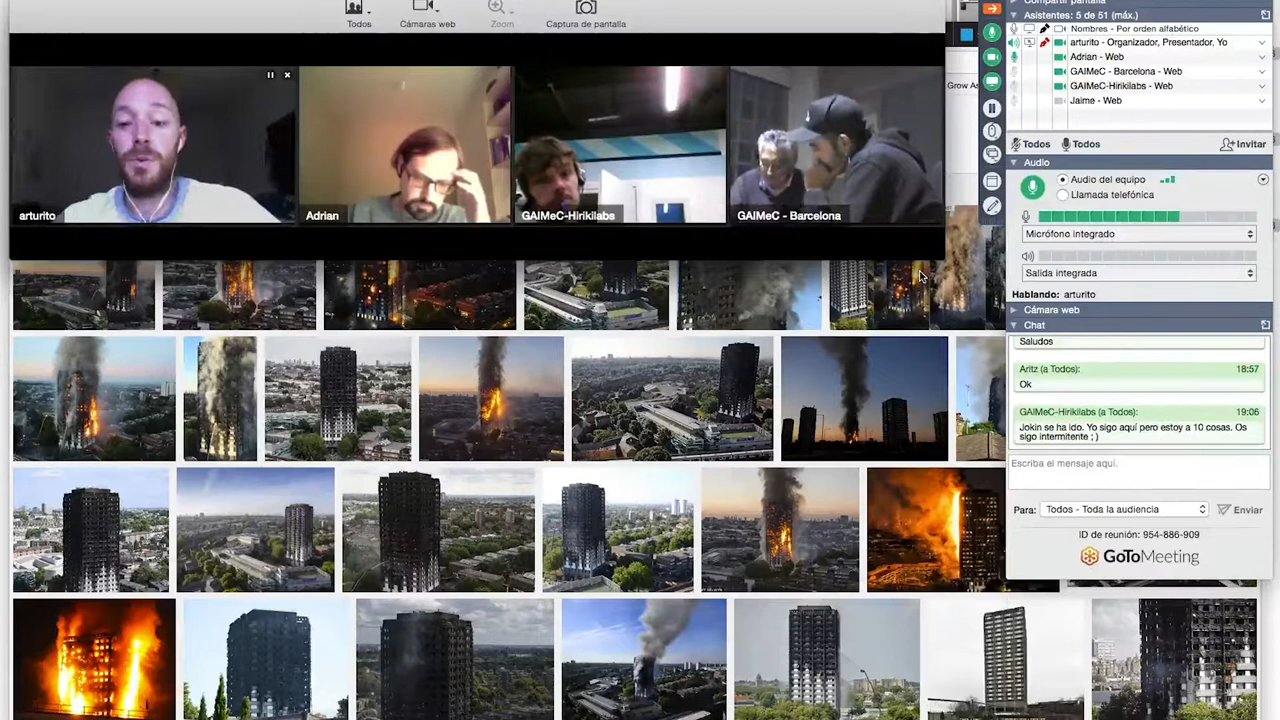 Todos
Cámaras web
Zoom
Captura de pantalla
arturito
Adrian
GAIMeC-Hirikilabs
GAIMeC - Barcelona
Grow As
Compartir pantalla
Asistentes: 5 de 51 (máx.)
Nombres - Por orden alfabético
arturito - Organizador, Presentador, Yo
Adrian - Web
GAIMeC - Barcelona - Web
GAIMeC-Hirikilabs - Web
Jaime - Web
Todos
Todos
Invitar
Audio
Audio del equipo
Llamada telefónica
Micrófono integrado
Salida integrada
Hablando: arturito
Cámara web
Chat
Saludos
Aritz (a Todos): 18:57
Ok
GAIMeC-Hirikilabs (a Todos): 19:06
Jokin se ha ido. Yo sigo aquí pero estoy a 10 cosas. Os
sigo intermitente ; )
Escriba el mensaje aquí.
Para: Todos - Toda la audiencia
Enviar
ID de reunión: 954-886-909
GoToMeeting